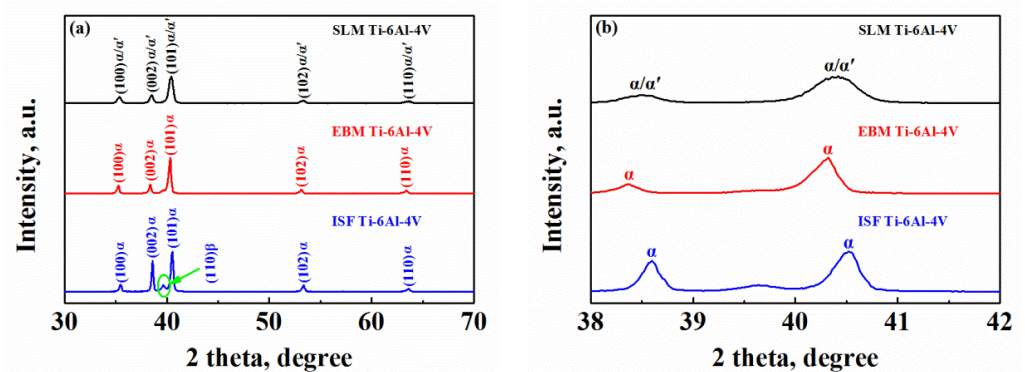 (a)
SLM Ti-6Al-4V
(100)α/α′
(002)α/α′
(101)α/α′
(102)α/α′
(110)α/α′
EBM Ti-6Al-4V
(100)α
(002)α
(101)α
(102)α
(110)α
ISF Ti-6Al-4V
(100)α
(002)α
(101)α
(110)β
(102)α
(110)α
Intensity, a.u.
30 40 50 60 70
2 theta, degree
(b)
SLM Ti-6Al-4V
α/α′
α/α′
EBM Ti-6Al-4V
α
α
ISF Ti-6Al-4V
α
α
Intensity, a.u.
38 39 40 41 42
2 theta, degree